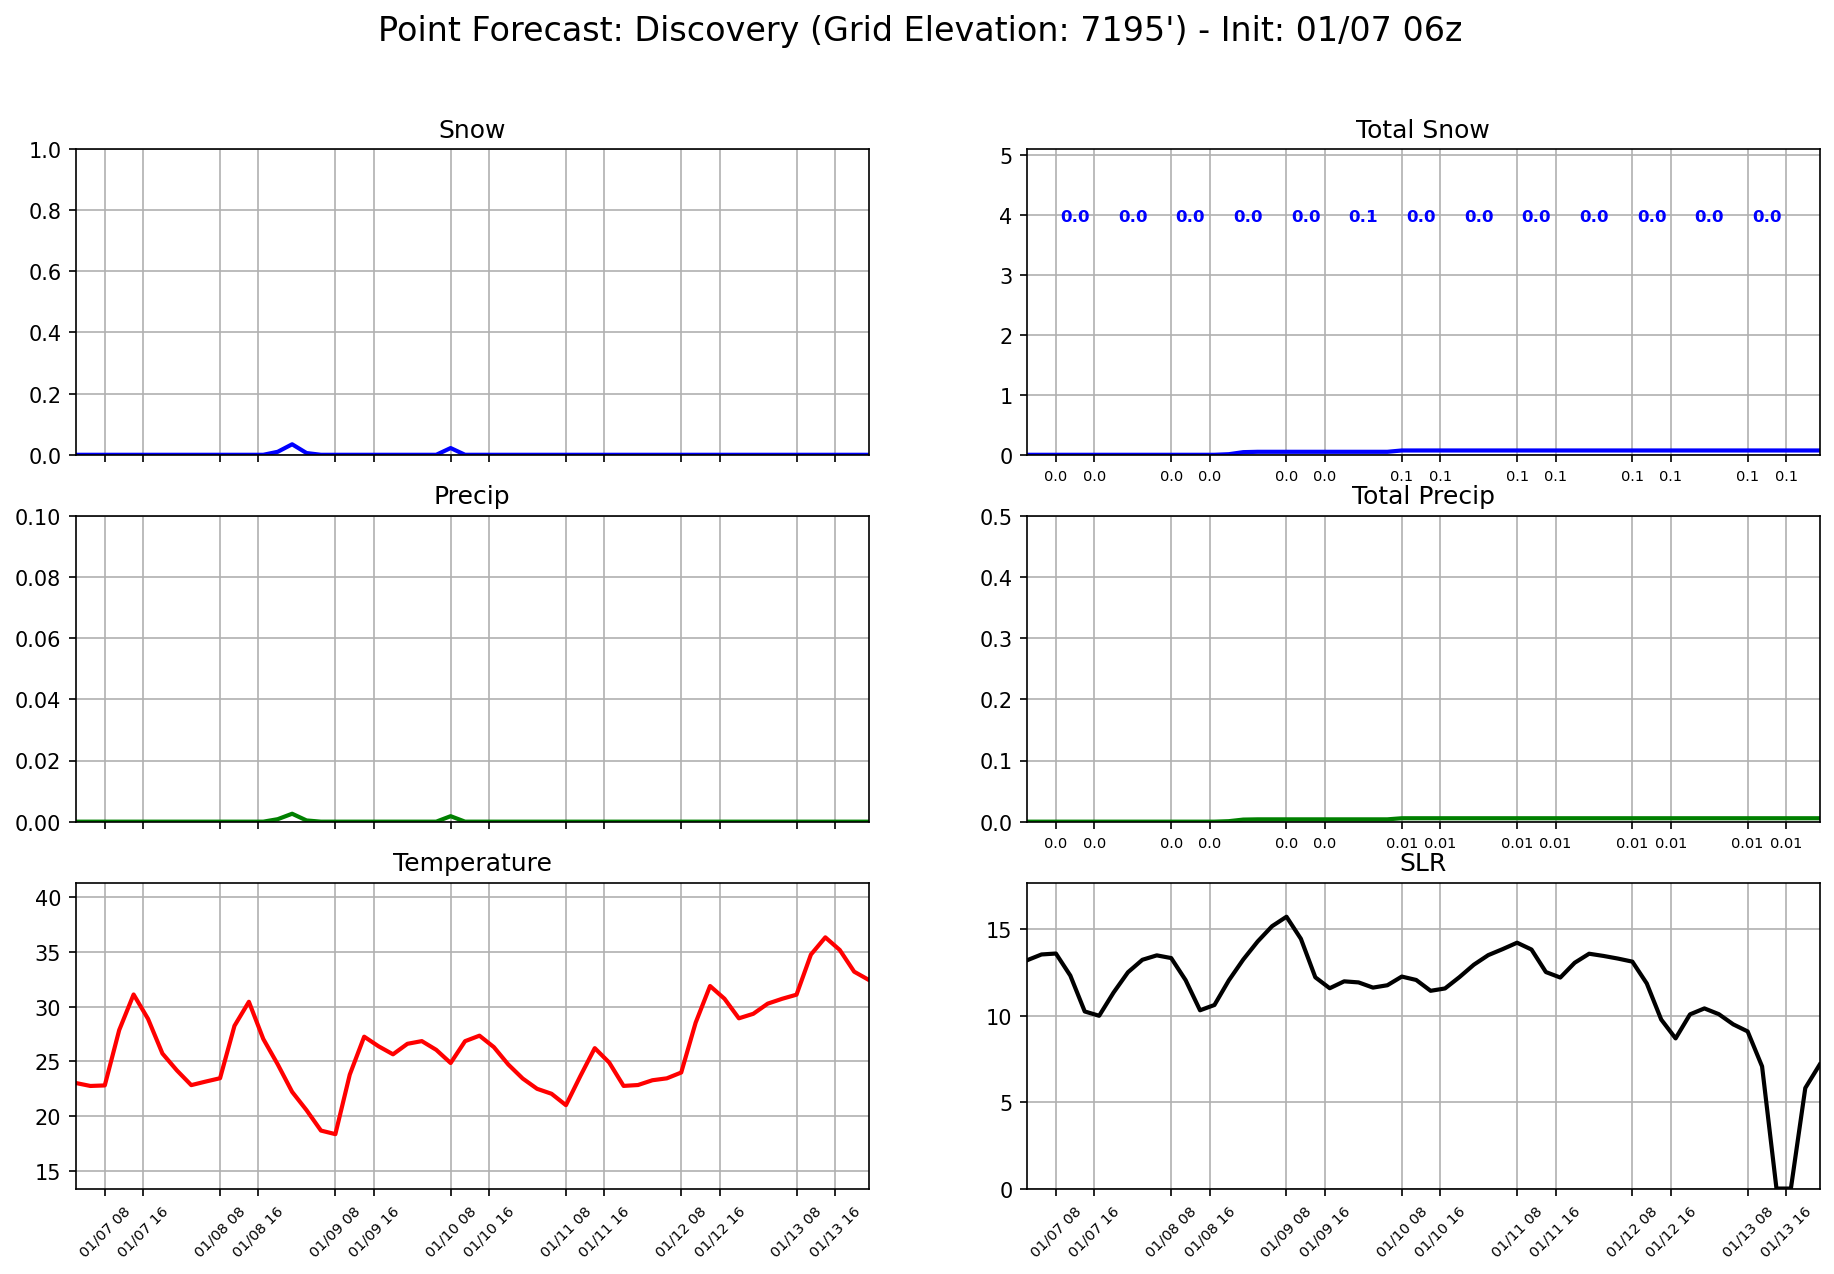 Point Forecast: Discovery (Grid Elevation: 7195') - Init: 01/07 06z
Snow
1.0
0.8
0.6
0.4
0.2
0.0
Total Snow
5
4
3
2
1
0
0.0 0.0 0.0 0.0 0.0 0.1 0.0 0.0 0.0 0.0 0.0 0.0 0.0
0.0 0.0 0.0 0.0 0.0 0.0 0.1 0.1 0.1 0.1 0.1 0.1 0.1 0.1
Precip
0.10
0.08
0.06
0.04
0.02
0.00
Total Precip
0.5
0.4
0.3
0.2
0.1
0.0
0.0 0.0 0.0 0.0 0.0 0.0 0.01 0.01 0.01 0.01 0.01 0.01 0.01 0.01
Temperature
40
35
30
25
20
15
01/07 08 01/07 16 01/08 08 01/08 16 01/09 08 01/09 16 01/10 08 01/10 16 01/11 08 01/11 16 01/12 08 01/12 16 01/13 08 01/13 16
SLR
15
10
5
0
01/07 08 01/07 16 01/08 08 01/08 16 01/09 08 01/09 16 01/10 08 01/10 16 01/11 08 01/11 16 01/12 08 01/12 16 01/13 08 01/13 16